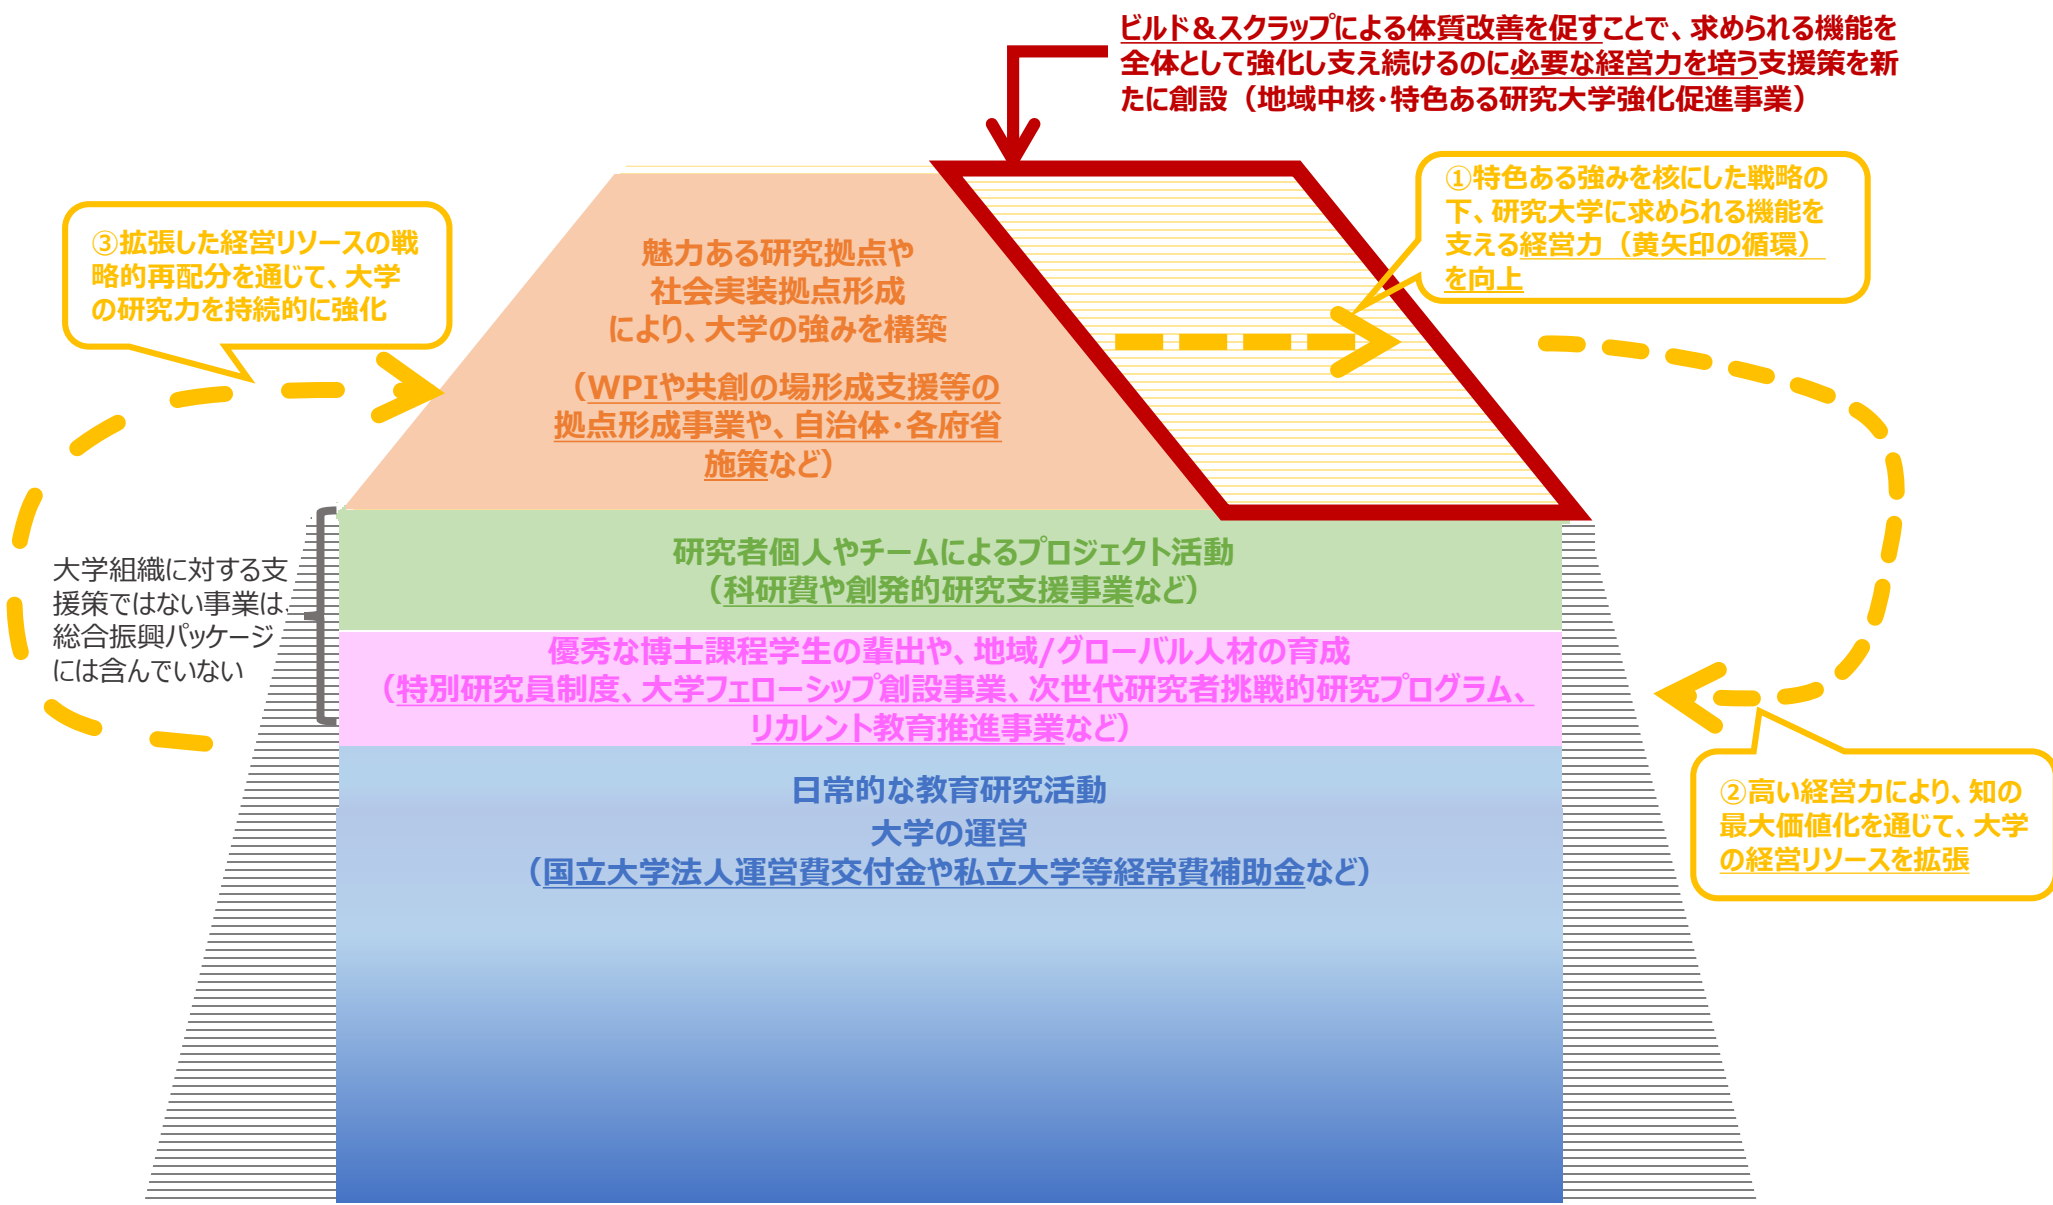 ビルド＆スクラップによる体質改善を促すことで、求められる機能を
全体として強化し支え続けるのに必要な経営力を培う支援策を新
たに創設（地域中核・特色ある研究大学強化促進事業）
①特色ある強みを核にした戦略の
下、研究大学に求められる機能を
支える経営力（黄矢印の循環）
を向上
③拡張した経営リソースの戦
略的再配分を通じて、大学
の研究力を持続的に強化
魅力ある研究拠点や
社会実装拠点形成
により、大学の強みを構築
（WPIや共創の場形成支援等の
拠点形成事業や、自治体・各府省
施策など）
大学組織に対する支
援策ではない事業は、
総合振興パッケージ
には含んでいない
研究者個人やチームによるプロジェクト活動
（科研費や創発的研究支援事業など）
優秀な博士課程学生の輩出や、地域/グローバル人材の育成
（特別研究員制度、大学フェローシップ創設事業、次世代研究者挑戦的研究プログラム、
リカレント教育推進事業など）
日常的な教育研究活動
大学の運営
（国立大学法人運営費交付金や私立大学等経常費補助金など）
②高い経営力により、知の
最大価値化を通じて、大学
の経営リソースを拡張